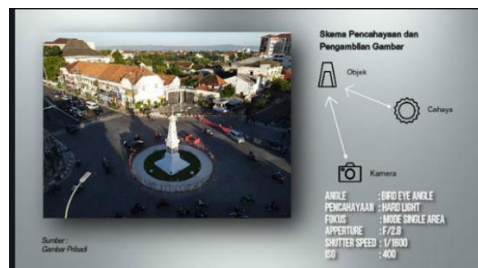 Skema Pencahayaan dan
Pengambilan Gambar
Objek
Cahaya
Kamera
ANGLE : BIRD EYE ANGLE
PENCAHAYAAN : HARD LIGHT
FOKUS : MODE SINGLE AREA
APPERTURE : F/2.8
SHUTTER SPEED : 1/1600
ISO : 400
Sumber :
Gambar Pribadi